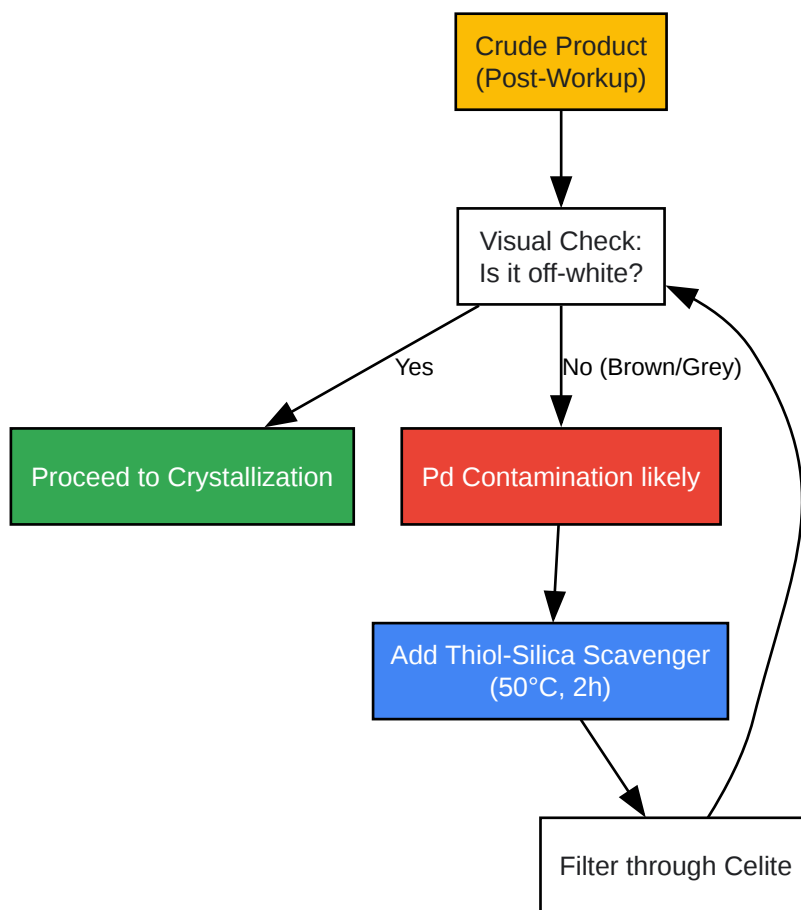 Crude Product
(Post-Workup)
Visual Check:
Is it off-white?
Yes
No (Brown/Grey)
Proceed to Crystallization
Pd Contamination likely
Add Thiol-Silica Scavenger
(50°C, 2h)
Filter through Celite